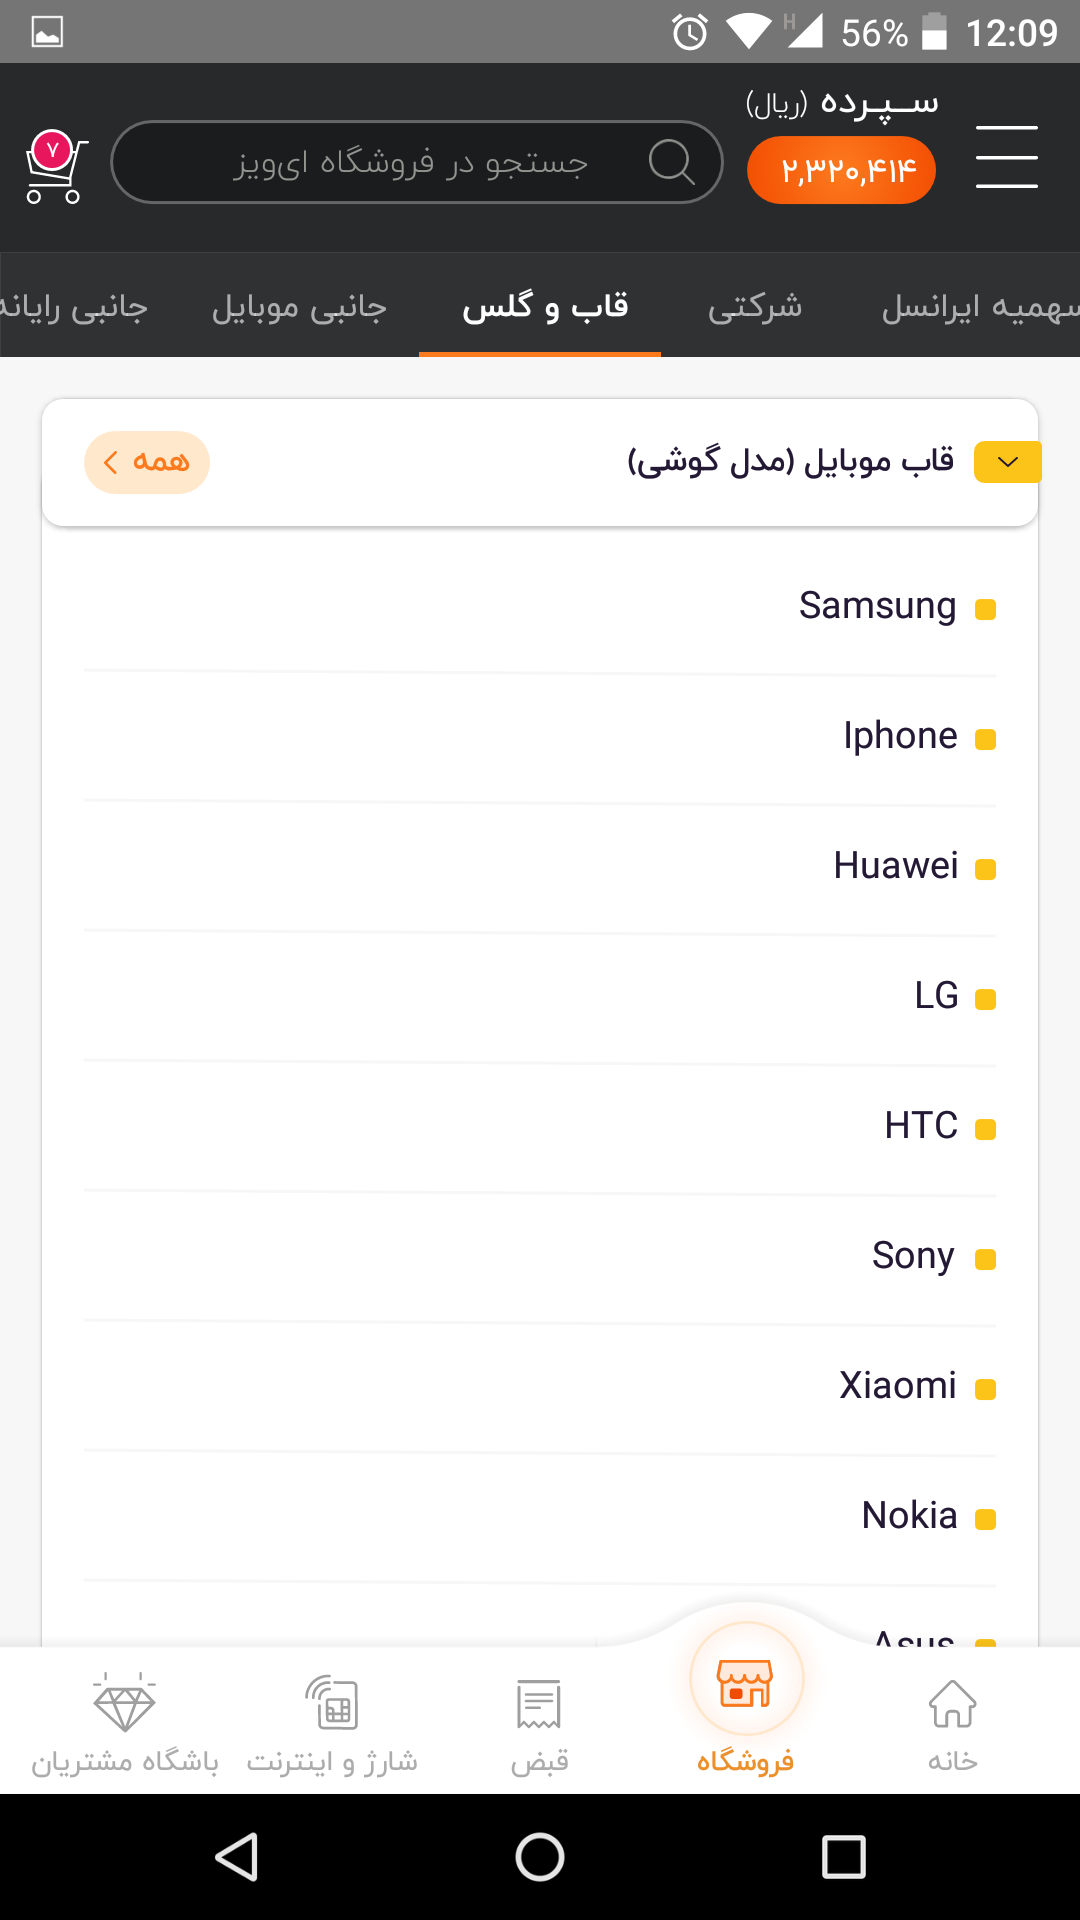 56% 12:09
سپرده (ریال)
۲,۳۲۰,۴۱۴
جستجو در فروشگاه ای‌ویز
۷
سهمیه ایرانسل
شرکتی
قاب و گلس
جانبی موبایل
جانبی رایانه
قاب موبایل (مدل گوشی)
همه
Samsung
Iphone
Huawei
LG
HTC
Sony
Xiaomi
Nokia
Asus
خانه
فروشگاه
قبض
شارژ و اینترنت
باشگاه مشتریان